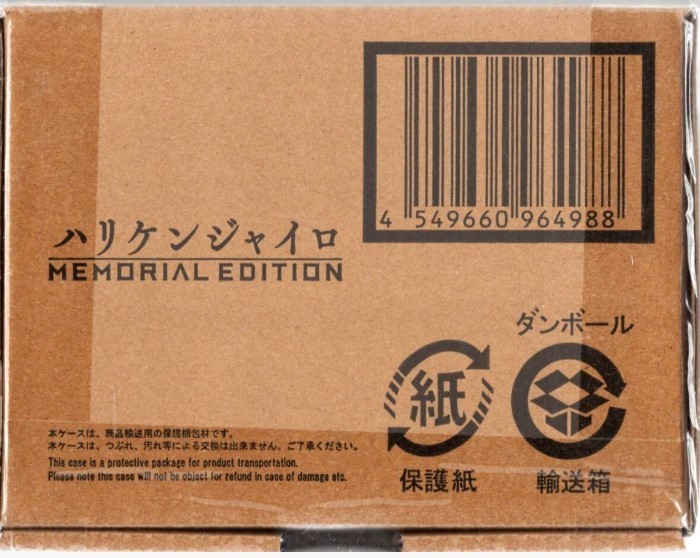 4 549660 964988
ハリケンジャイロ
MEMORIAL EDITION
ダンボール
紙
保護紙
輸送箱
本ケースは、商品輸送用の保護梱包材です。
本ケースは、つぶれ、汚れ等による交換は出来ません。ご了承ください。
This case is a protective package for product transportation.
Please note this case will not be object for refund in case of damage etc.